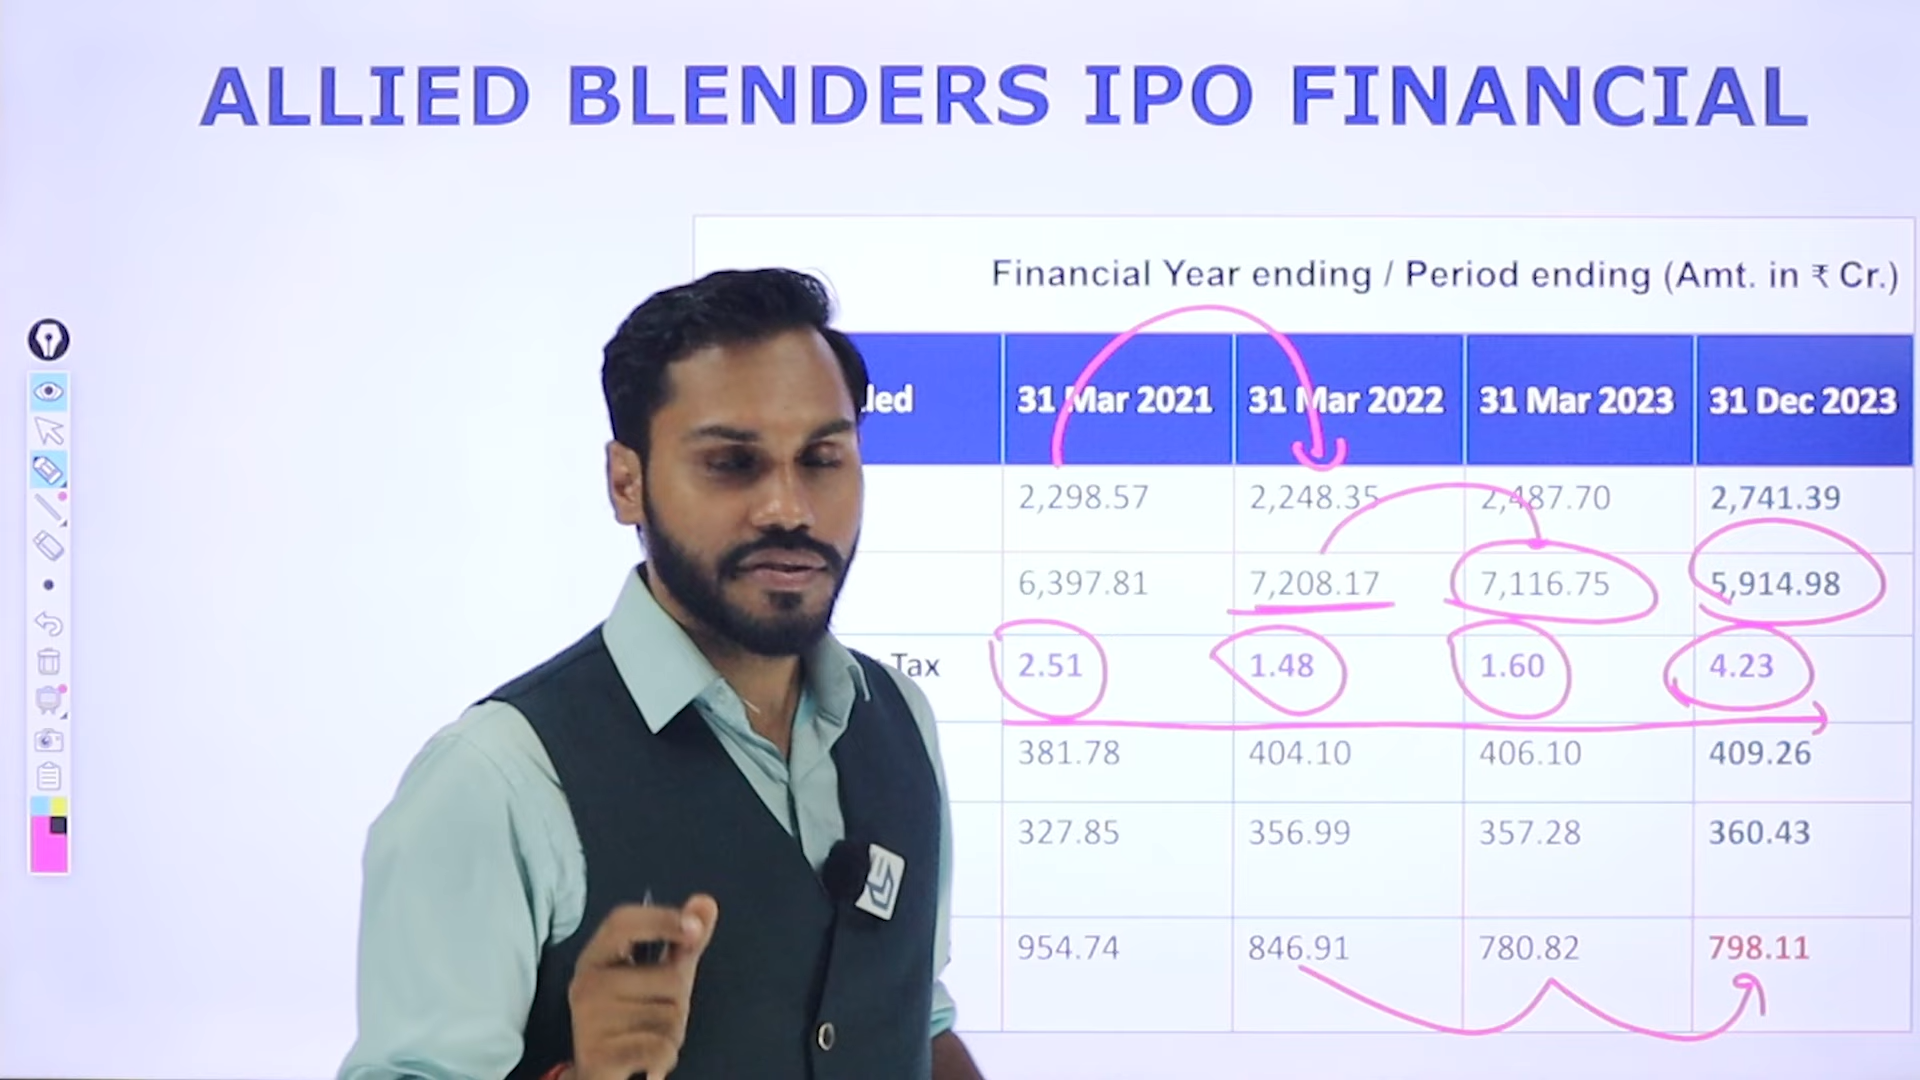 ALLIED BLENDERS IPO FINANCIAL
Financial Year ending / Period ending (Amt. in ₹ Cr.)
31 Mar 2021 31 Mar 2022 31 Mar 2023 31 Dec 2023
2,298.57 2,248.35 2,487.70 2,741.39
6,397.81 7,208.17 7,116.75 5,914.98
Tax 2.51 1.48 1.60 4.23
381.78 404.10 406.10 409.26
327.85 356.99 357.28 360.43
954.74 846.91 780.82 798.11